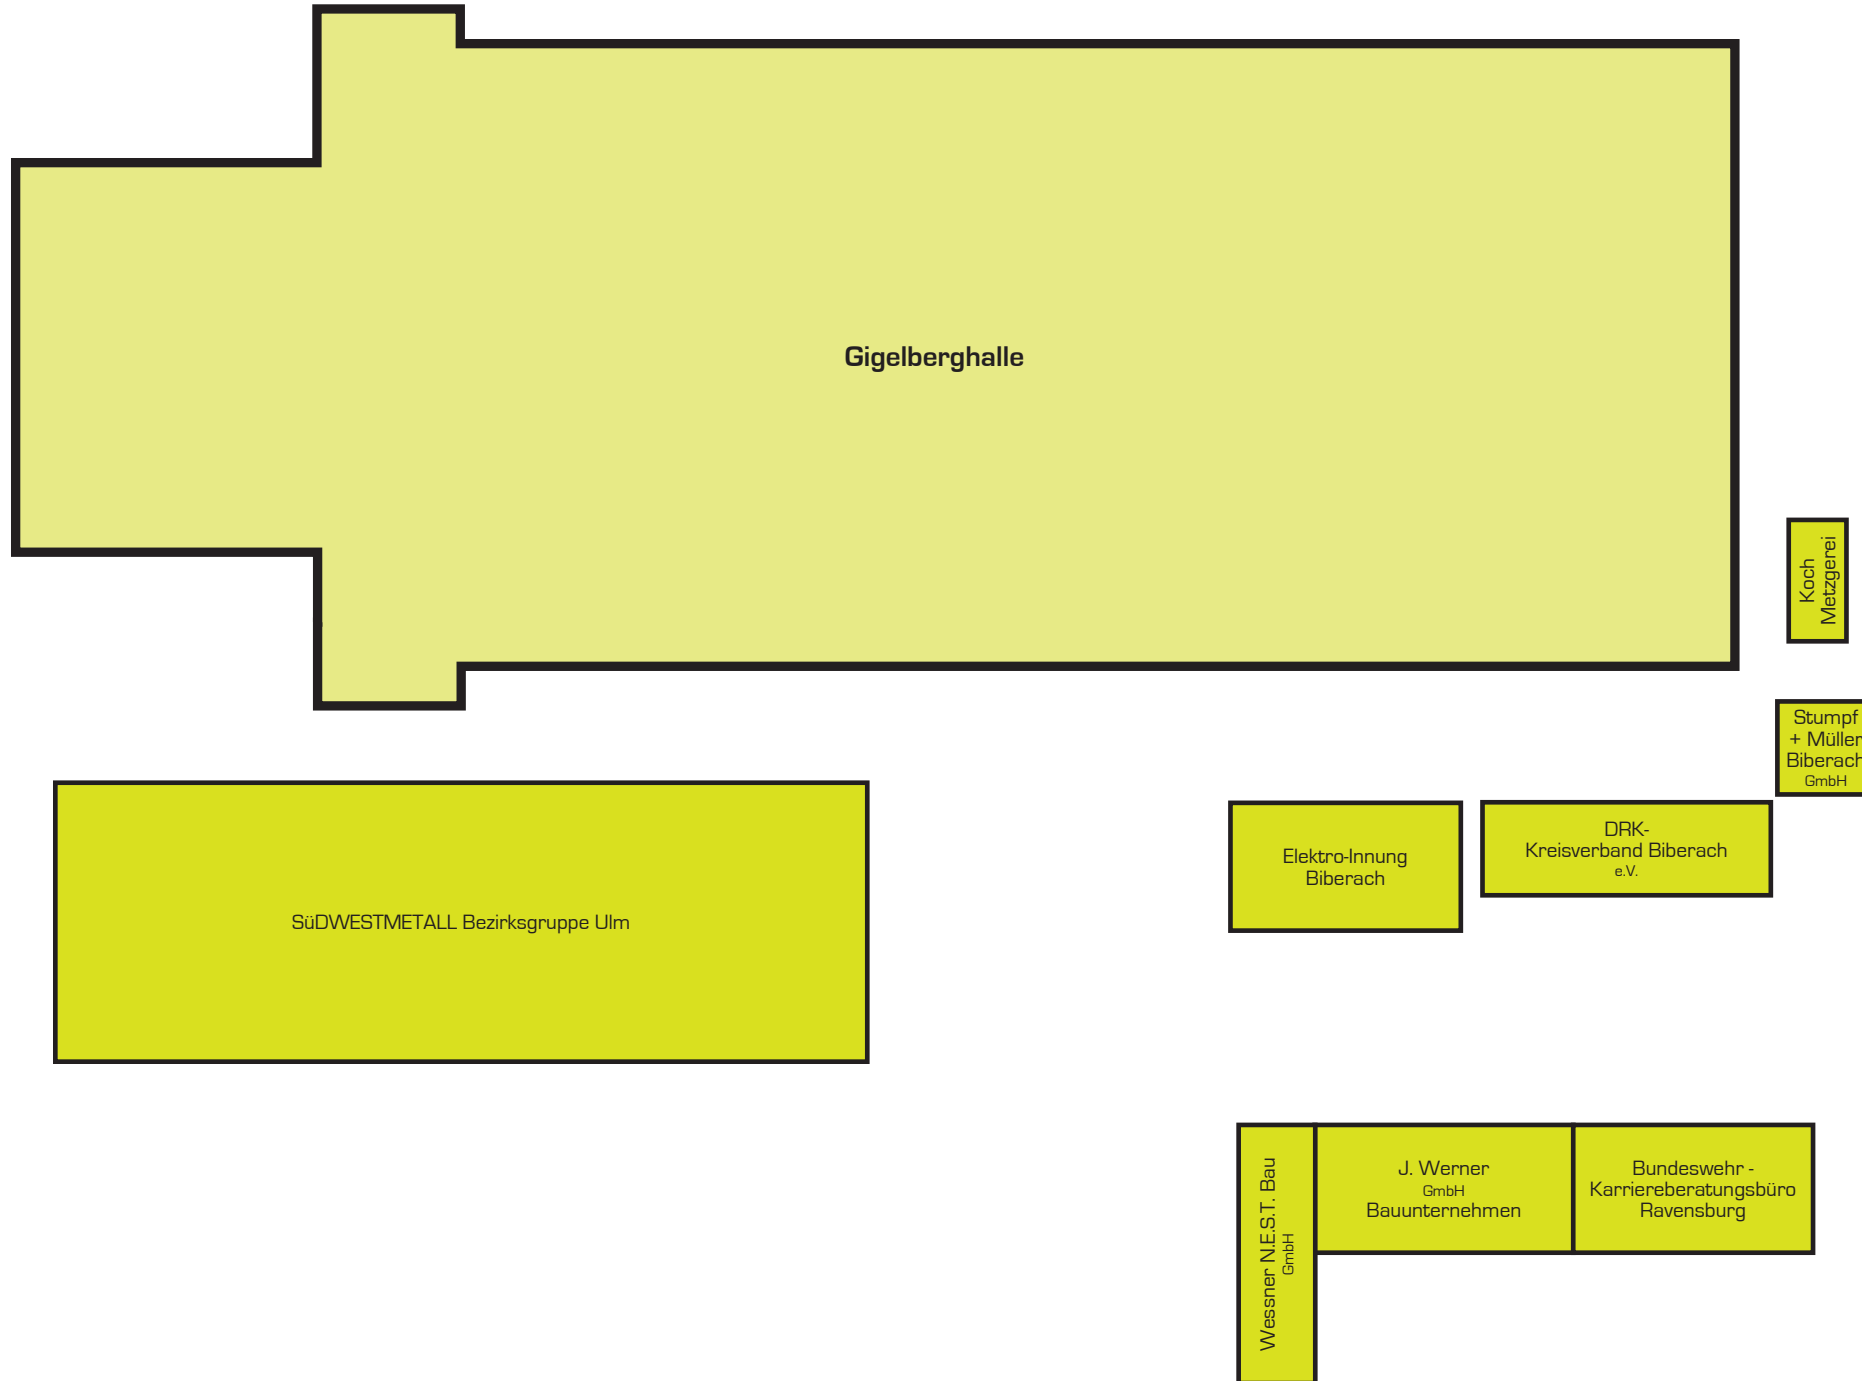 Gigelberghalle
Koch
Metzgerei
Stumpf
+ Müller
Biberach
GmbH
Elektro-Innung
Biberach
DRK-
Kreisverband Biberach
e.V.
SüDWESTMETALL Bezirksgruppe Ulm
Wessner N.E.S.T. Bau
GmbH
J. Werner
GmbH
Bauunternehmen
Bundeswehr -
Karriereberatungsbüro
Ravensburg